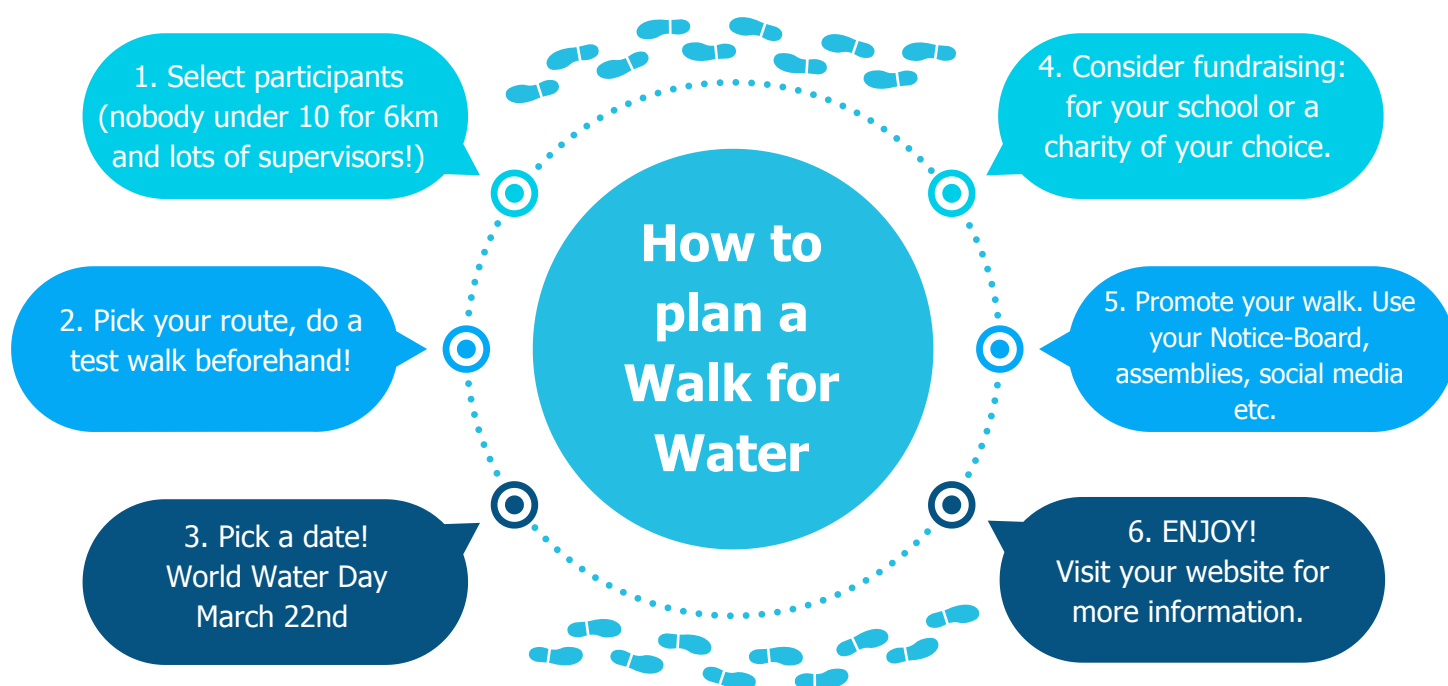 How to
plan a
Walk for
Water
1. Select participants
(nobody under 10 for 6km
and lots of supervisors!)
2. Pick your route, do a
test walk beforehand!
3. Pick a date!
World Water Day
March 22nd
4. Consider fundraising:
for your school or a
charity of your choice.
5. Promote your walk. Use
your Notice-Board,
assemblies, social media
etc.
6. ENJOY!
Visit your website for
more information.